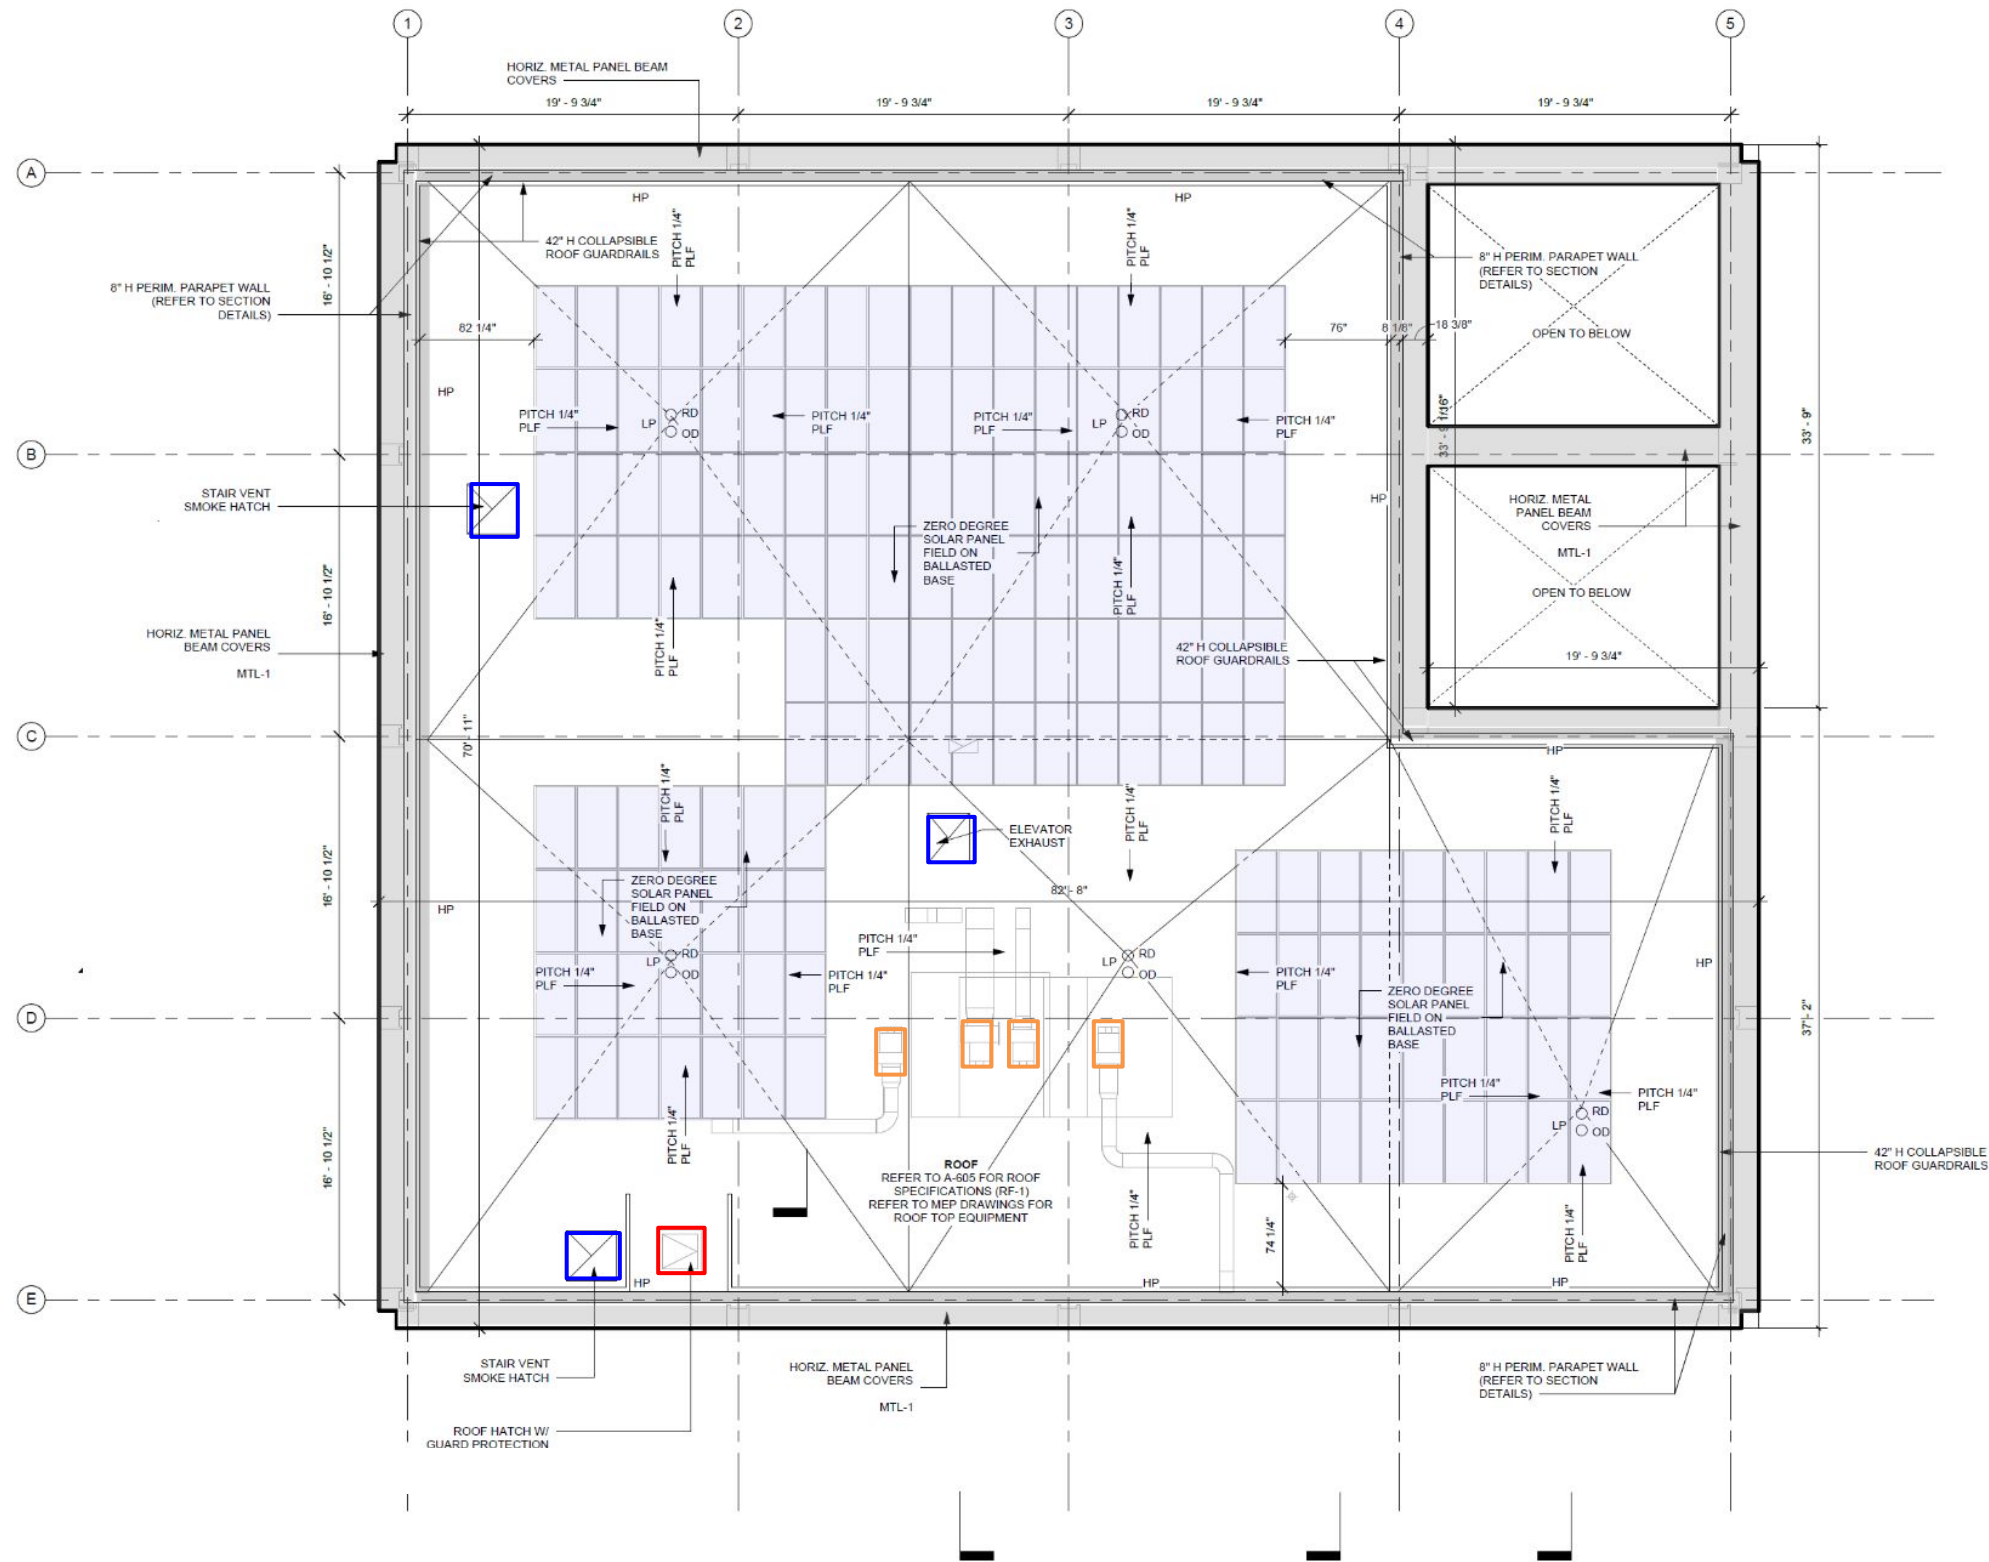 1
2
3
4
5
HORIZ. METAL PANEL BEAM
COVERS
19' - 9 3/4"
19' - 9 3/4"
19' - 9 3/4"
19' - 9 3/4"
A
HP
HP
PITCH 1/4"
PLF
PITCH 1/4"
PLF
42" H COLLAPSIBLE
ROOF GUARDRAILS
16' - 10 1/2"
8" H PERIM. PARAPET WALL
(REFER TO SECTION
DETAILS)
8" H PERIM. PARAPET WALL
(REFER TO SECTION
DETAILS)
82 1/4"
76"
8 1/8"
18 3/8"
OPEN TO BELOW
HP
PITCH 1/4"
PLF
LP
RD
OD
PITCH 1/4"
PLF
PITCH 1/4"
PLF
LP
RD
OD
PITCH 1/4"
PLF
33' - 9 1/16"
33' - 9"
B
STAIR VENT
SMOKE HATCH
HP
HORIZ. METAL
PANEL BEAM
COVERS
MTL-1
ZERO DEGREE
SOLAR PANEL
FIELD ON
BALLASTED
BASE
PITCH 1/4"
PLF
16' - 10 1/2"
OPEN TO BELOW
HORIZ. METAL PANEL
BEAM COVERS
MTL-1
PITCH 1/4"
PLF
42" H COLLAPSIBLE
ROOF GUARDRAILS
19' - 9 3/4"
C
70' - 11"
HP
PITCH 1/4"
PLF
PITCH 1/4"
PLF
PITCH 1/4"
PLF
ELEVATOR
EXHAUST
16' - 10 1/2"
ZERO DEGREE
SOLAR PANEL
FIELD ON
BALLASTED
BASE
82' - 8"
HP
PITCH 1/4"
PLF
LP
RD
OD
HP
PITCH 1/4"
PLF
LP
RD
OD
PITCH 1/4"
PLF
PITCH 1/4"
PLF
ZERO DEGREE
SOLAR PANEL
FIELD ON
BALLASTED
BASE
D
37' - 2"
PITCH 1/4"
PLF
PITCH 1/4"
PLF
LP
RD
OD
16' - 10 1/2"
PITCH 1/4"
PLF
42" H COLLAPSIBLE
ROOF GUARDRAILS
ROOF
REFER TO A-605 FOR ROOF
SPECIFICATIONS (RF-1)
REFER TO MEP DRAWINGS FOR
ROOF TOP EQUIPMENT
PITCH 1/4"
PLF
74 1/4"
PITCH 1/4"
PLF
HP
HP
HP
E
STAIR VENT
SMOKE HATCH
HORIZ. METAL PANEL
BEAM COVERS
MTL-1
8" H PERIM. PARAPET WALL
(REFER TO SECTION
DETAILS)
ROOF HATCH W/
GUARD PROTECTION